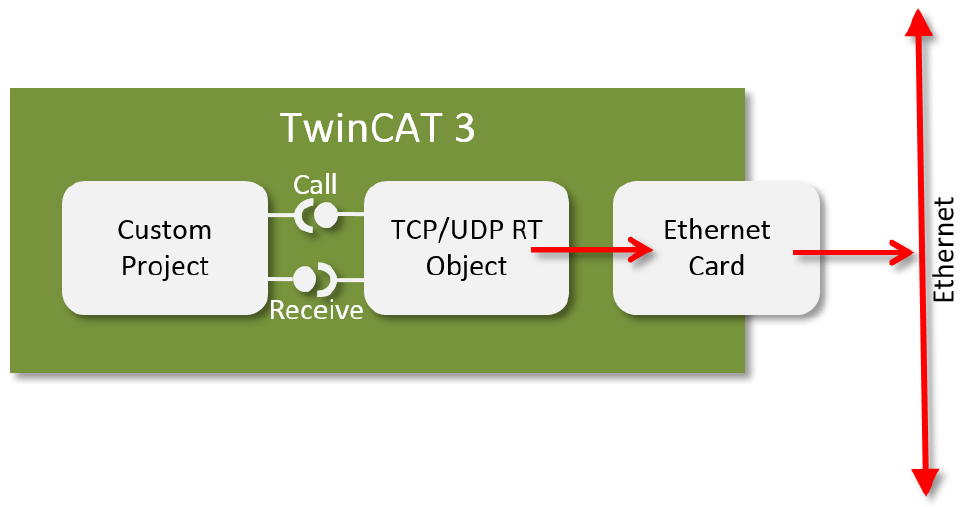 TwinCAT 3
Call
Custom
Project
TCP/UDP RT
Object
Ethernet
Card
Receive
Ethernet